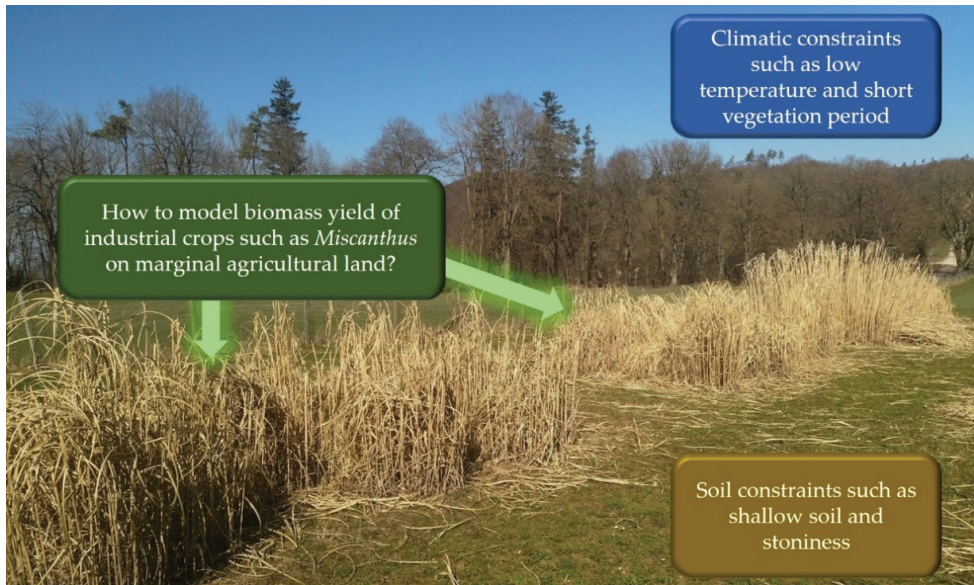 Climatic constraints
such as low
temperature and short
vegetation period
How to model biomass yield of
industrial crops such as Miscanthus
on marginal agricultural land?
Soil constraints such as
shallow soil and
stoniness